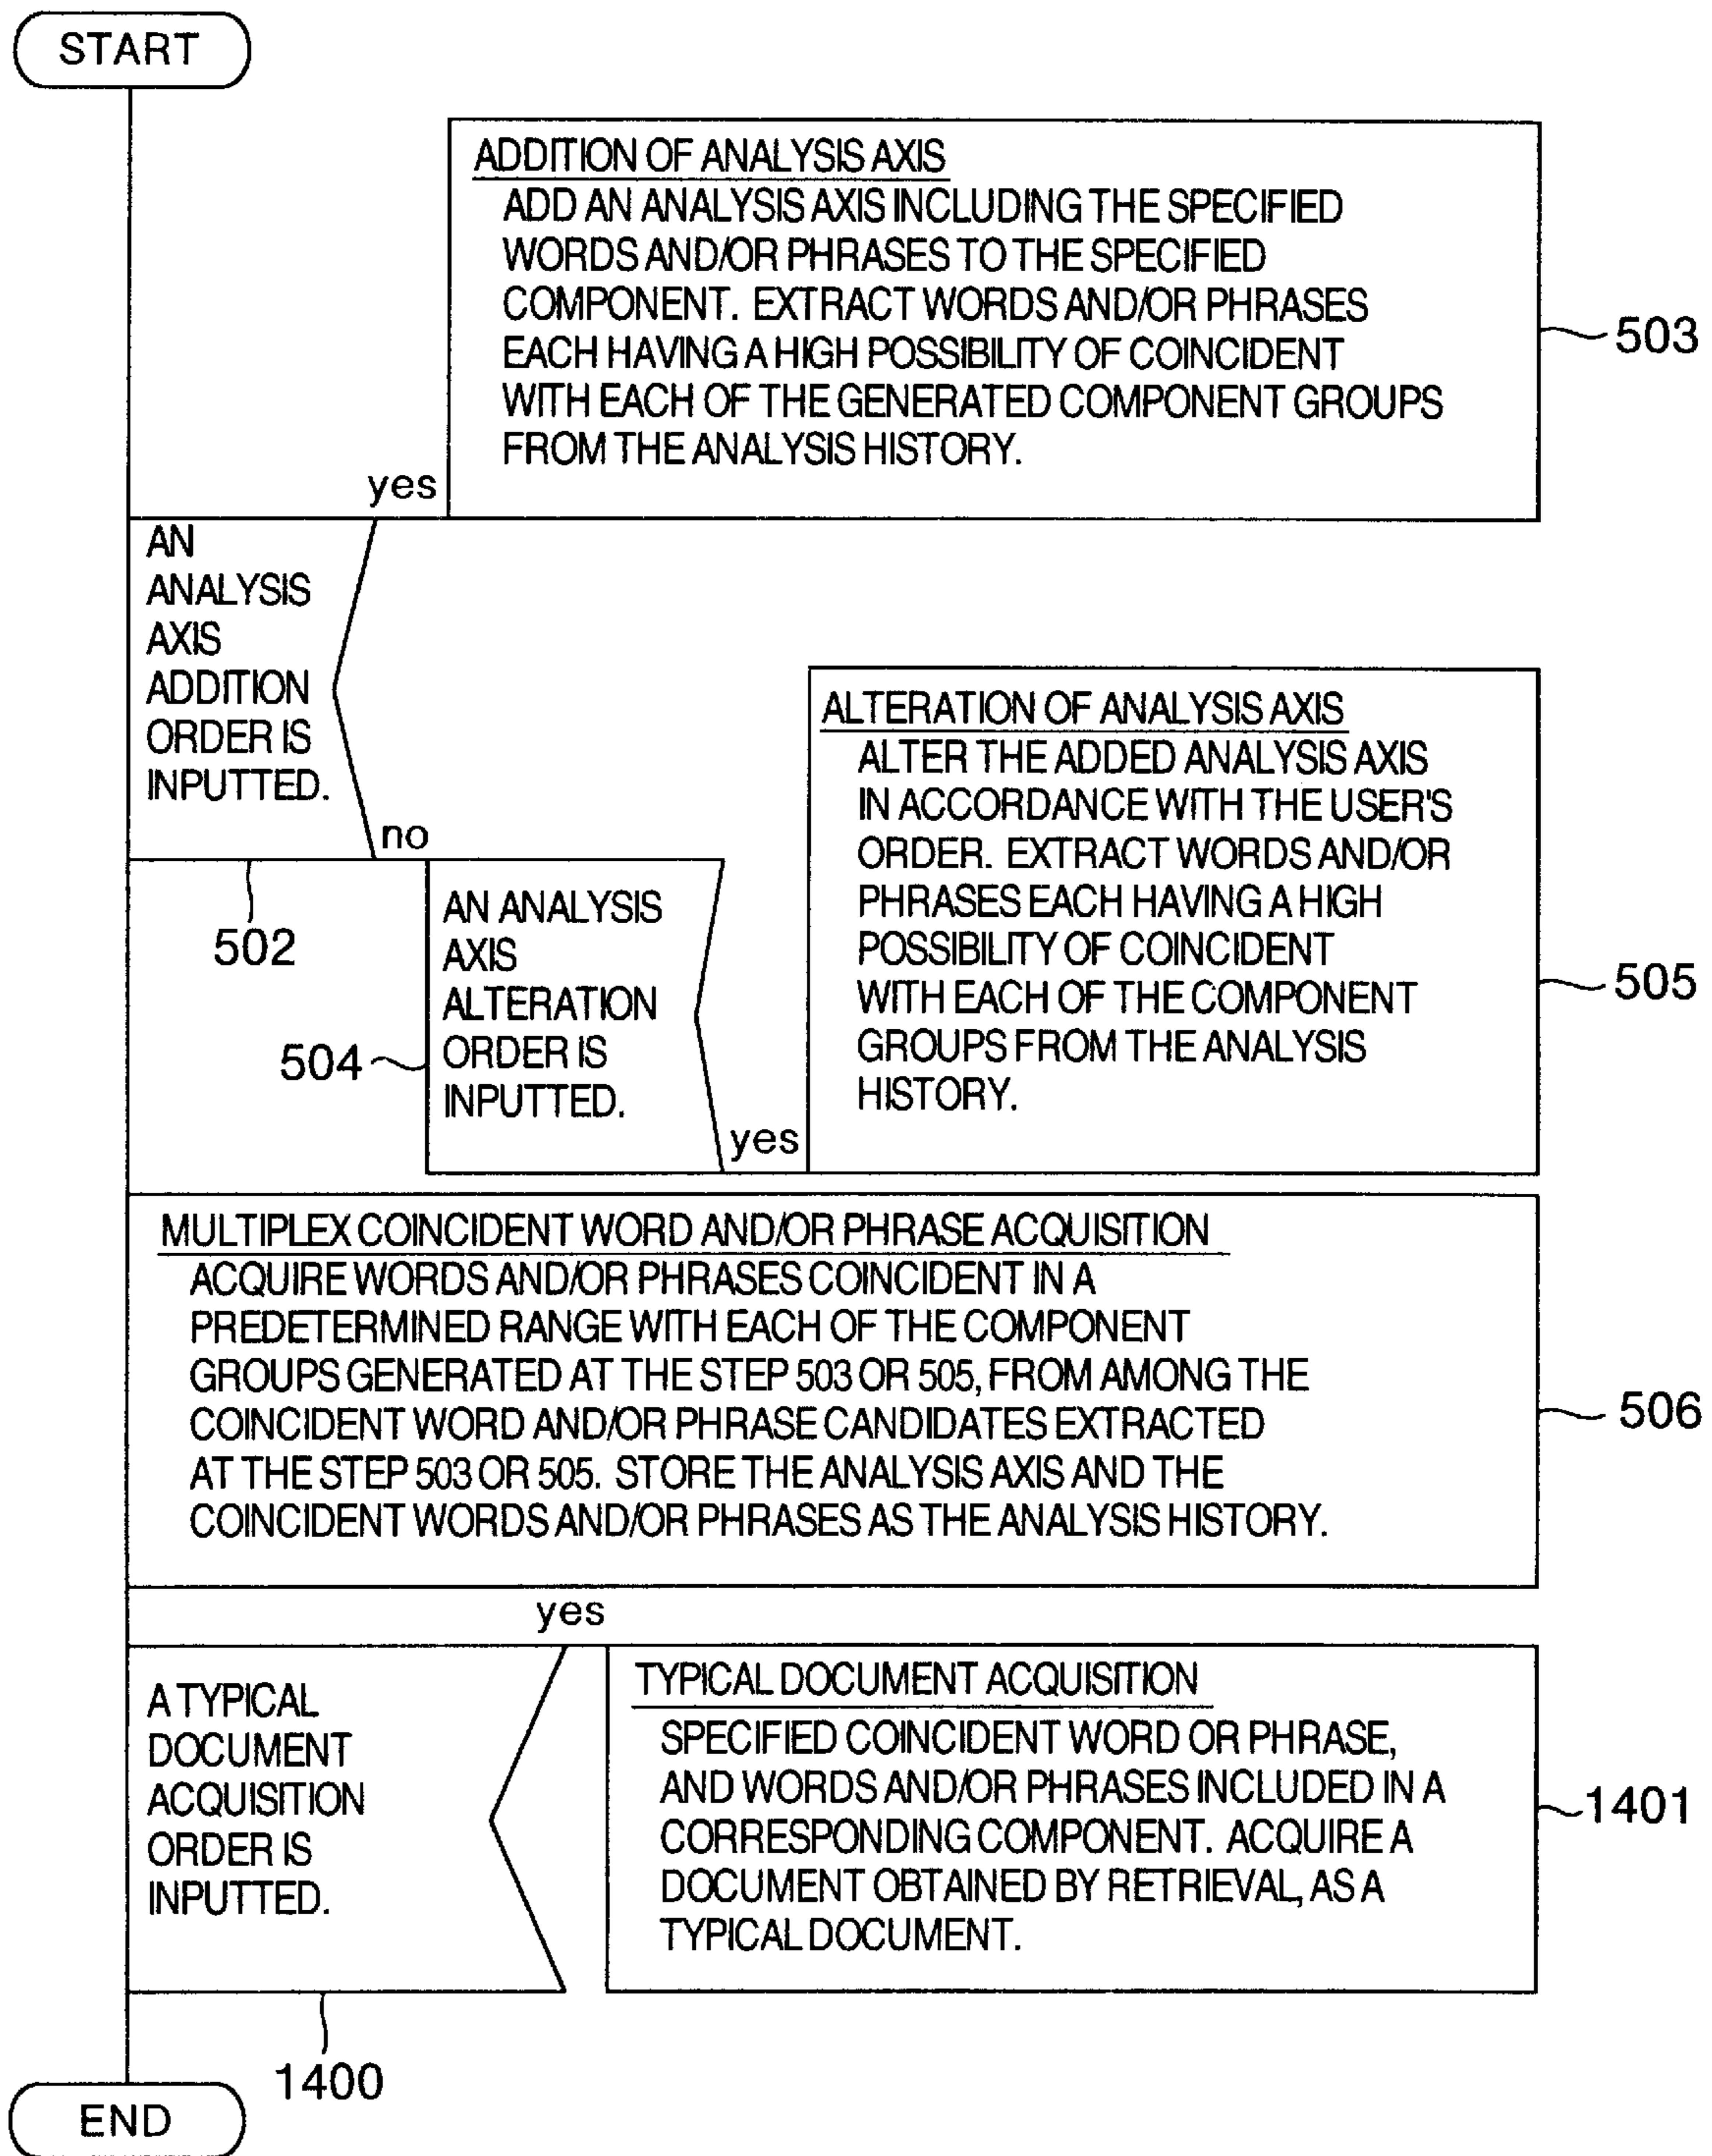 START
ADDITION OF ANALYSIS AXIS
ADD AN ANALYSIS AXIS INCLUDING THE SPECIFIED
WORDS AND/OR PHRASES TO THE SPECIFIED
COMPONENT. EXTRACT WORDS AND/OR PHRASES
EACH HAVING A HIGH POSSIBILITY OF COINCIDENT
WITH EACH OF THE GENERATED COMPONENT GROUPS
FROM THE ANALYSIS HISTORY.
503
yes
AN
ANALYSIS
AXIS
ADDITION
ORDER IS
INPUTTED.
no
502
ALTERATION OF ANALYSIS AXIS
ALTER THE ADDED ANALYSIS AXIS
IN ACCORDANCE WITH THE USER'S
ORDER. EXTRACT WORDS AND/OR
PHRASES EACH HAVING A HIGH
POSSIBILITY OF COINCIDENT
WITH EACH OF THE COMPONENT
GROUPS FROM THE ANALYSIS
HISTORY.
505
AN ANALYSIS
AXIS
ALTERATION
ORDER IS
INPUTTED.
504
yes
MULTIPLEX COINCIDENT WORD AND/OR PHRASE ACQUISITION
ACQUIRE WORDS AND/OR PHRASES COINCIDENT IN A
PREDETERMINED RANGE WITH EACH OF THE COMPONENT
GROUPS GENERATED AT THE STEP 503 OR 505, FROM AMONG THE
COINCIDENT WORD AND/OR PHRASE CANDIDATES EXTRACTED
AT THE STEP 503 OR 505. STORE THE ANALYSIS AXIS AND THE
COINCIDENT WORDS AND/OR PHRASES AS THE ANALYSIS HISTORY.
506
yes
A TYPICAL
DOCUMENT
ACQUISITION
ORDER IS
INPUTTED.
1400
TYPICAL DOCUMENT ACQUISITION
SPECIFIED COINCIDENT WORD OR PHRASE,
AND WORDS AND/OR PHRASES INCLUDED IN A
CORRESPONDING COMPONENT. ACQUIRE A
DOCUMENT OBTAINED BY RETRIEVAL, AS A
TYPICAL DOCUMENT.
1401
END